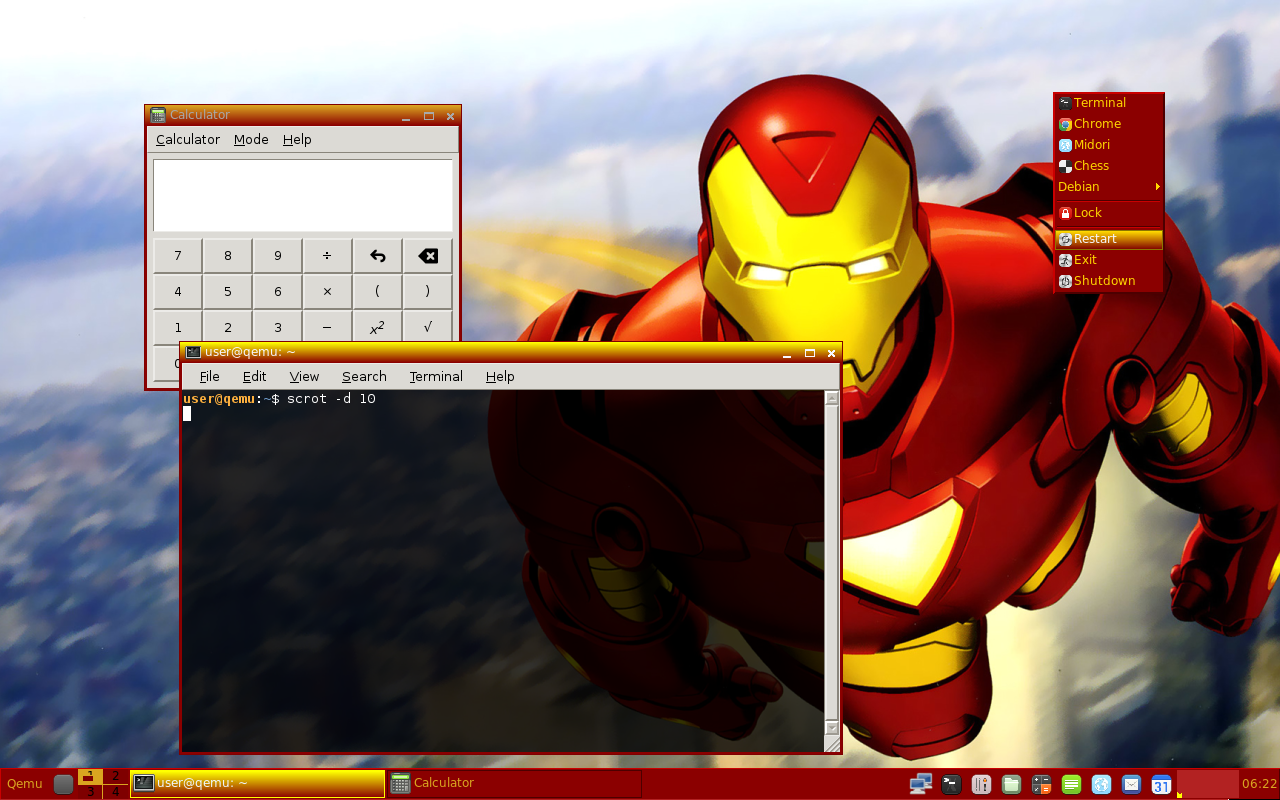 Calculator
Calculator Mode Help
7 8 9 ÷
4 5 6 × ( )
1 2 3 − x² √
user@qemu: ~
File Edit View Search Terminal Help
user@qemu:~$ scrot -d 10
Terminal
Chrome
Midori
Chess
Debian
Lock
Restart
Exit
Shutdown
Qemu 1 2 3 4 user@qemu: ~ Calculator 31 06:22